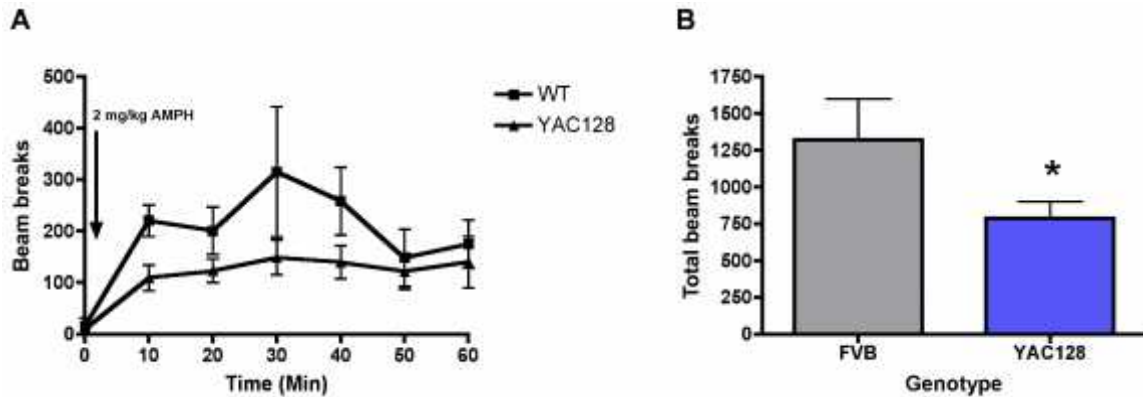 A
500
400
300
200
100
0
Beam breaks
2 mg/kg AMPH
0 10 20 30 40 50 60
Time (Min)
WT
YAC128
B
1750
1500
1250
1000
750
500
250
0
Total beam breaks
*
FVB YAC128
Genotype